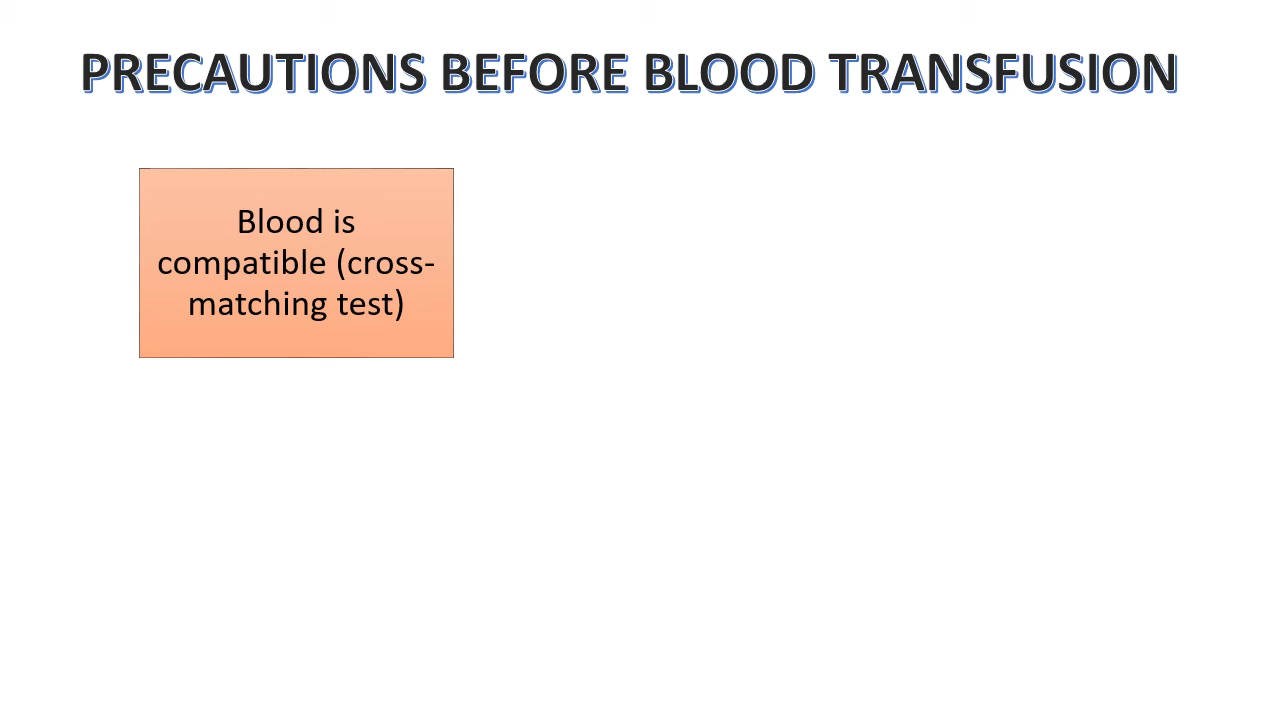 PRECAUTIONS BEFORE BLOOD TRANSFUSION
Blood is
compatible (cross-
matching test)